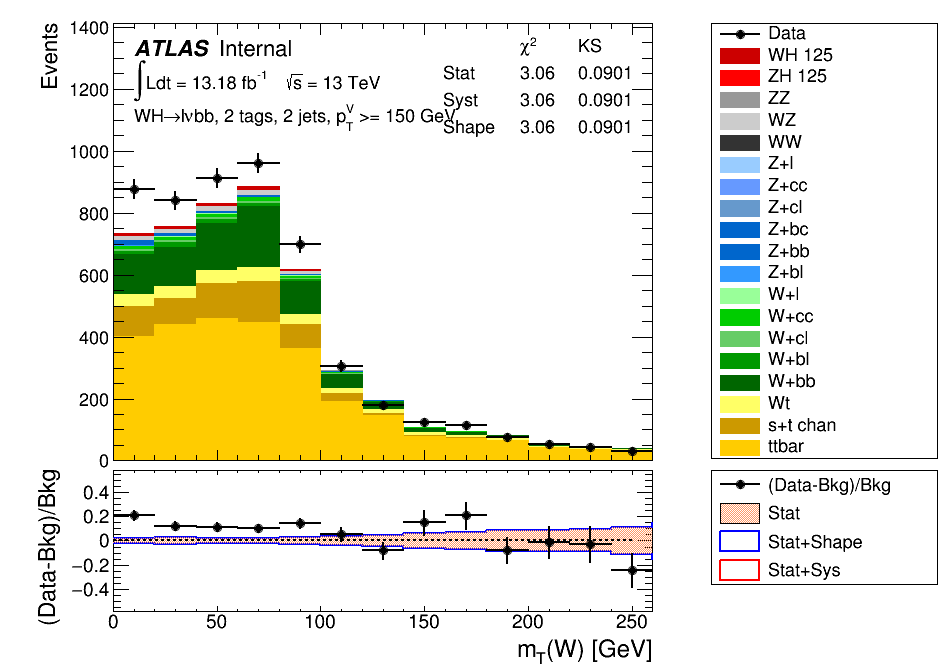 Events
1400
1200
1000
800
600
400
200
0
ATLAS Internal
∫Ldt = 13.18 fb⁻¹ √s = 13 TeV
WH→lνbb, 2 tags, 2 jets, p_T^V >= 150 GeV
χ² KS
Stat 3.06 0.0901
Syst 3.06 0.0901
Shape 3.06 0.0901
Data
WH 125
ZH 125
ZZ
WZ
WW
Z+l
Z+cc
Z+cl
Z+bc
Z+bb
Z+bl
W+l
W+cc
W+cl
W+bl
W+bb
Wt
s+t chan
ttbar
(Data-Bkg)/Bkg
0.4
0.2
0
−0.2
−0.4
0 50 100 150 200 250
m_T(W) [GeV]
(Data-Bkg)/Bkg
Stat
Stat+Shape
Stat+Sys